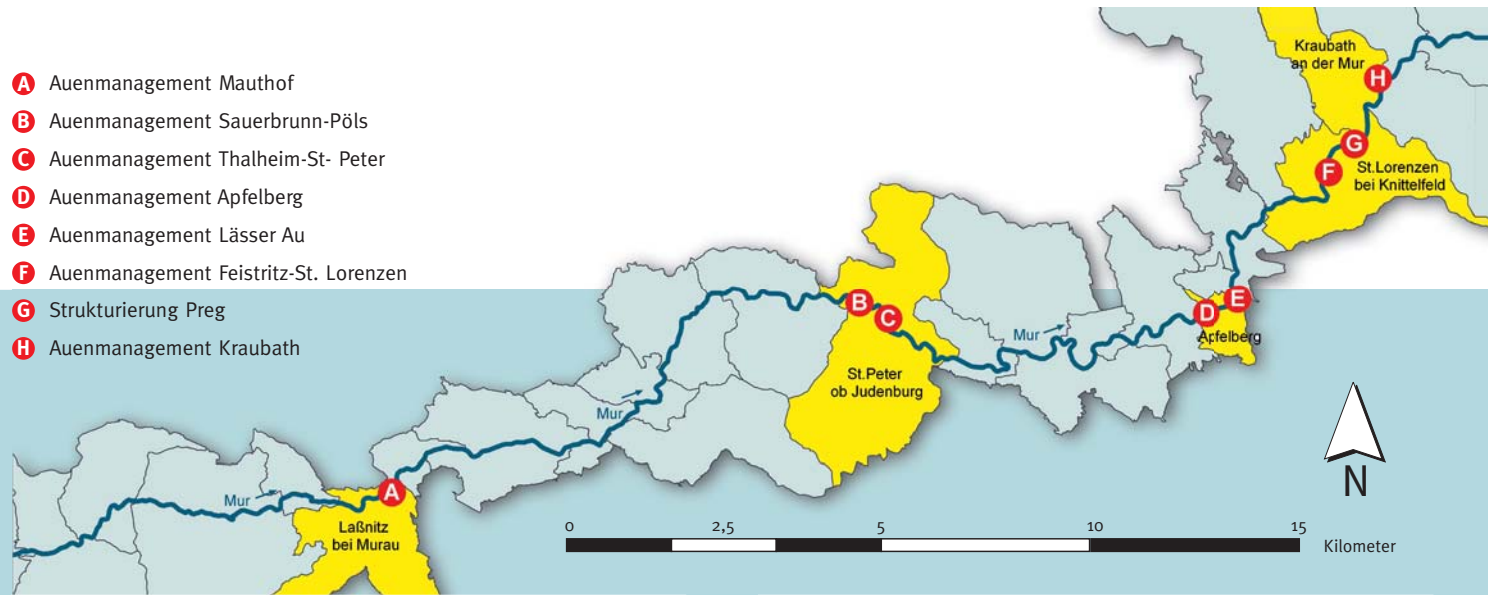 A Auenmanagement Mauthof
B Auenmanagement Sauerbrunn-Pöls
C Auenmanagement Thalheim-St- Peter
D Auenmanagement Apfelberg
E Auenmanagement Lässer Au
F Auenmanagement Feistritz-St. Lorenzen
G Strukturierung Preg
H Auenmanagement Kraubath
Kraubath
an der Mur
H
G
F
St.Lorenzen
bei Knittelfeld
E
D
Apfelberg
Mur
B
C
St.Peter
ob Judenburg
Mur
Mur
A
Laßnitz
bei Murau
N
0 2,5 5 10 15
Kilometer